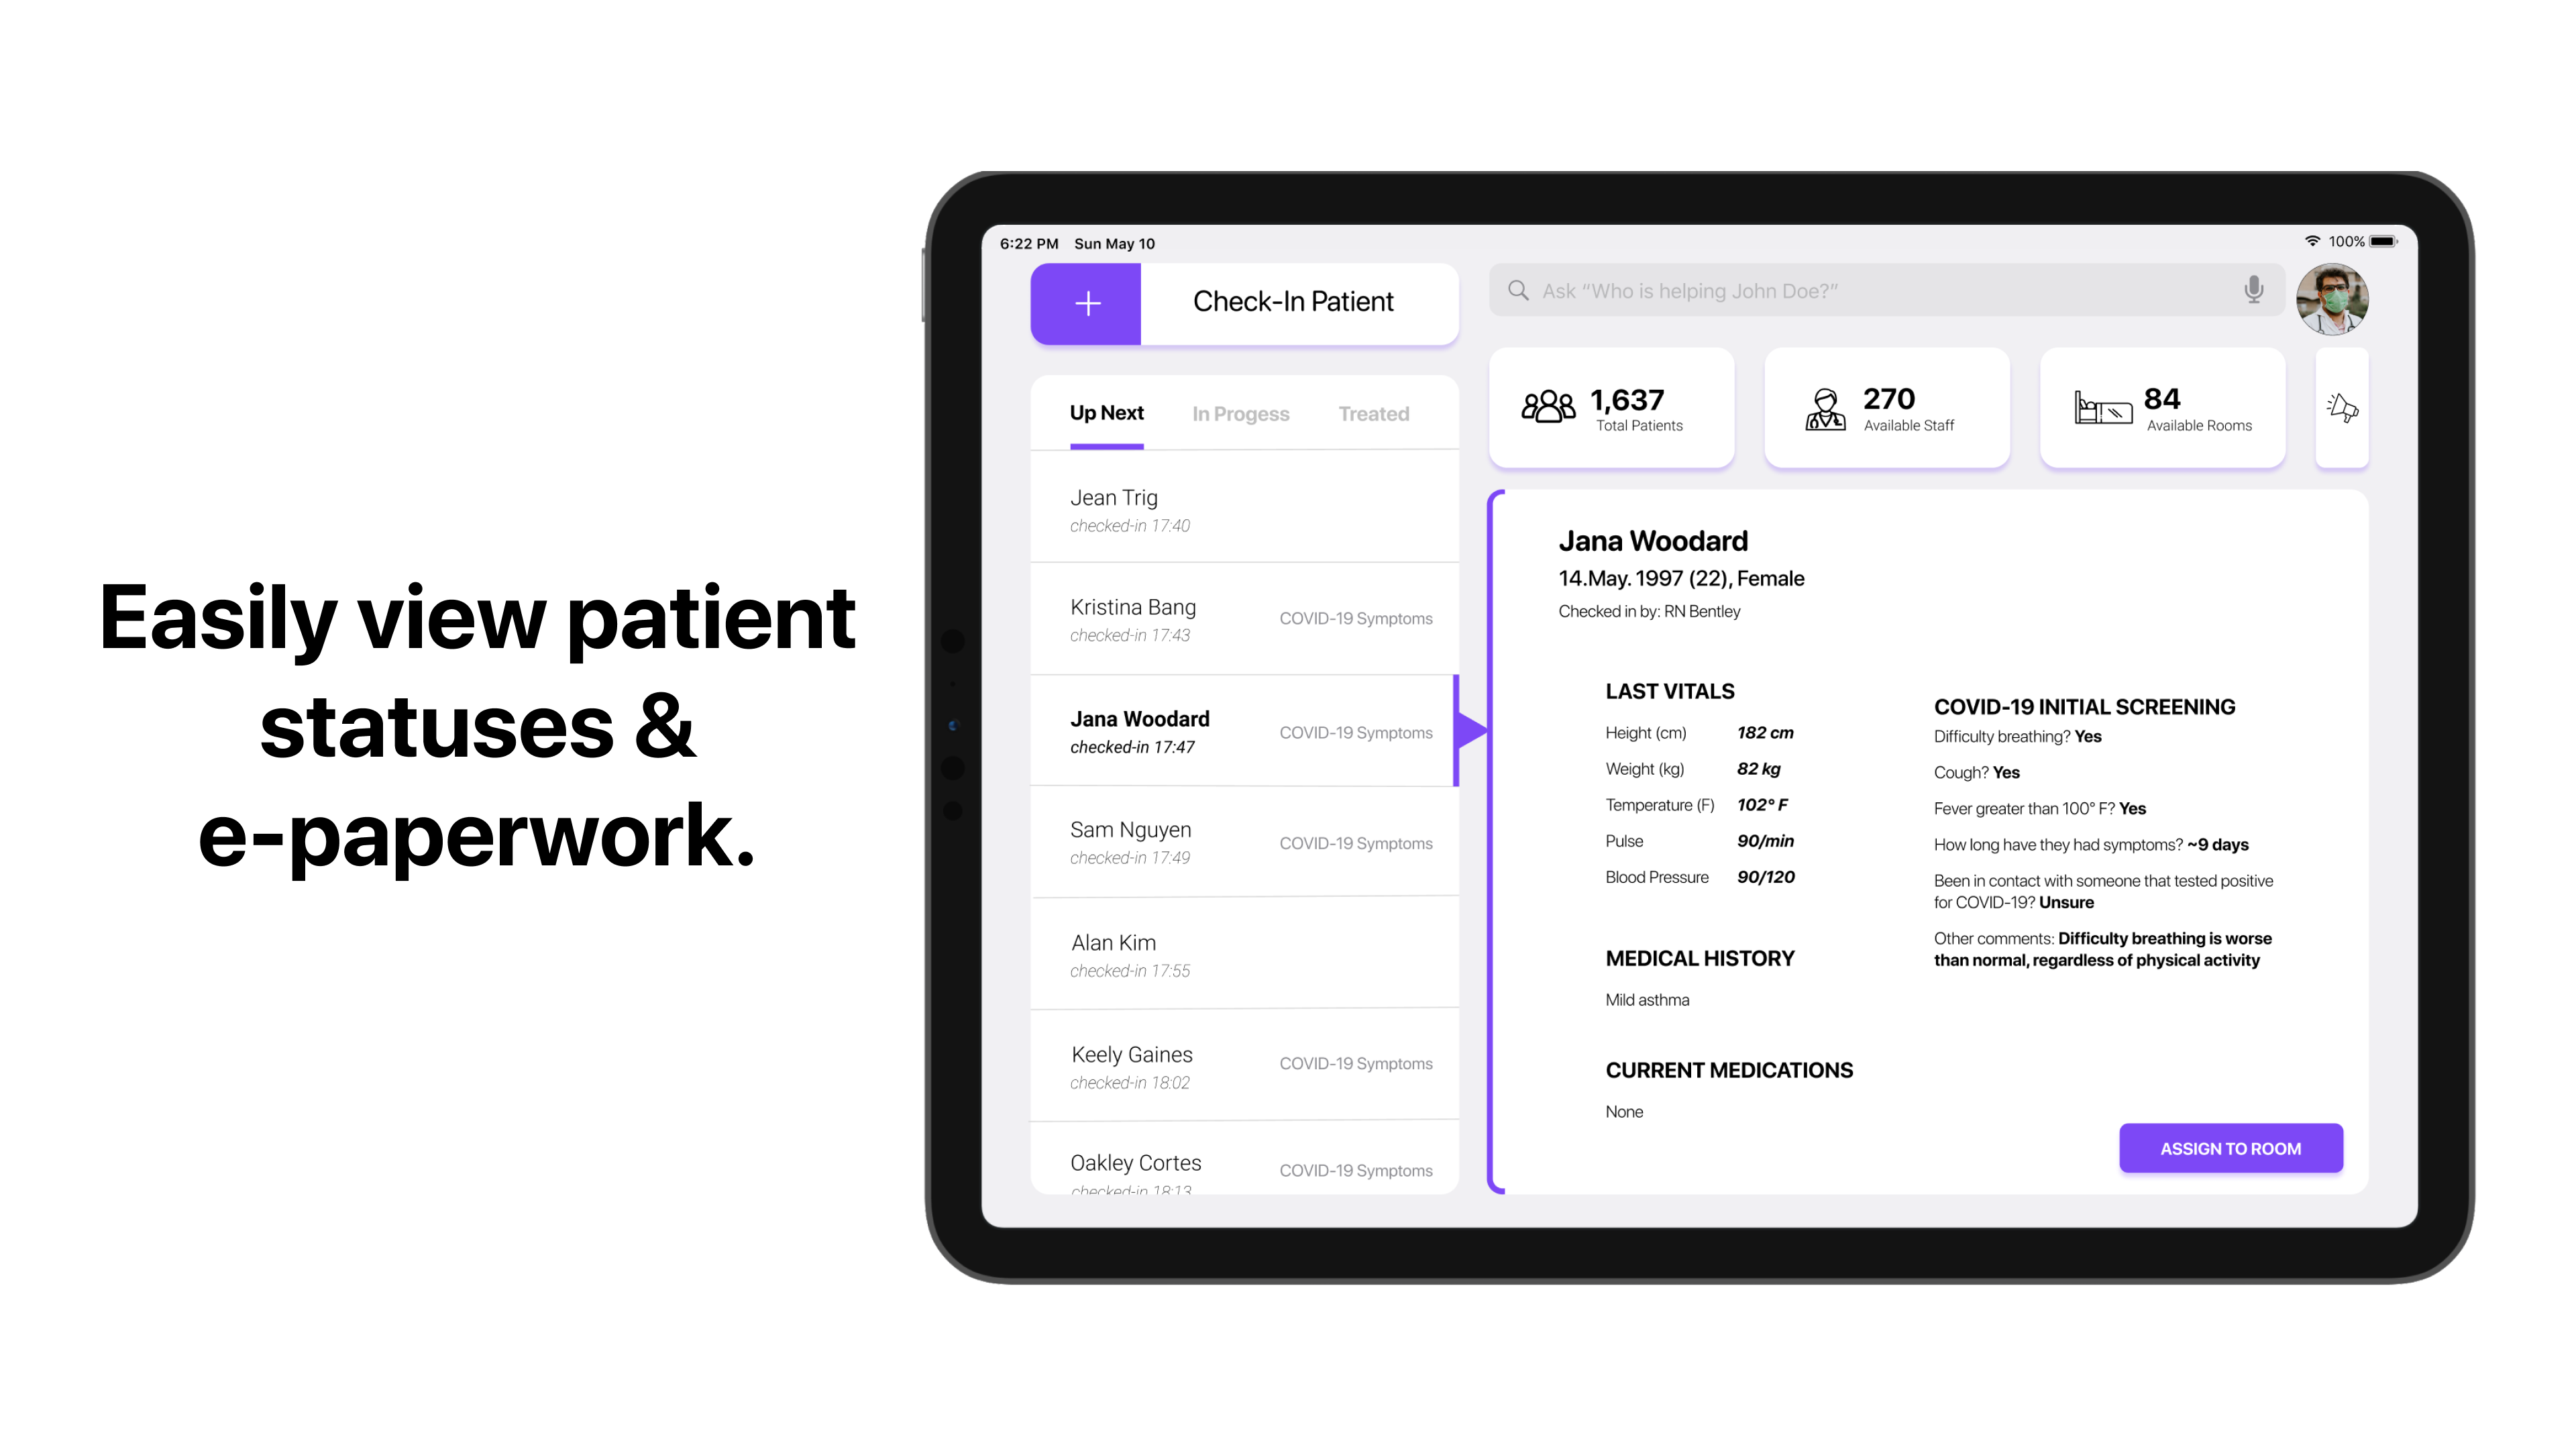 Easily view patient
statuses &
e-paperwork.
6:22 PM Sun May 10
100%
+ Check-In Patient
Ask “Who is helping John Doe?”
Up Next In Progess Treated
Jean Trig
checked-in 17:40
Kristina Bang
checked-in 17:43
COVID-19 Symptoms
Jana Woodard
checked-in 17:47
COVID-19 Symptoms
Sam Nguyen
checked-in 17:49
COVID-19 Symptoms
Alan Kim
checked-in 17:55
Keely Gaines
checked-in 18:02
COVID-19 Symptoms
Oakley Cortes
checked-in 18:13
COVID-19 Symptoms
1,637
Total Patients
270
Available Staff
84
Available Rooms
Jana Woodard
14.May. 1997 (22), Female
Checked in by: RN Bentley
LAST VITALS
Height (cm) 182 cm
Weight (kg) 82 kg
Temperature (F) 102° F
Pulse 90/min
Blood Pressure 90/120
MEDICAL HISTORY
Mild asthma
CURRENT MEDICATIONS
None
COVID-19 INITIAL SCREENING
Difficulty breathing? Yes
Cough? Yes
Fever greater than 100° F? Yes
How long have they had symptoms? ~9 days
Been in contact with someone that tested positive
for COVID-19? Unsure
Other comments: Difficulty breathing is worse
than normal, regardless of physical activity
ASSIGN TO ROOM